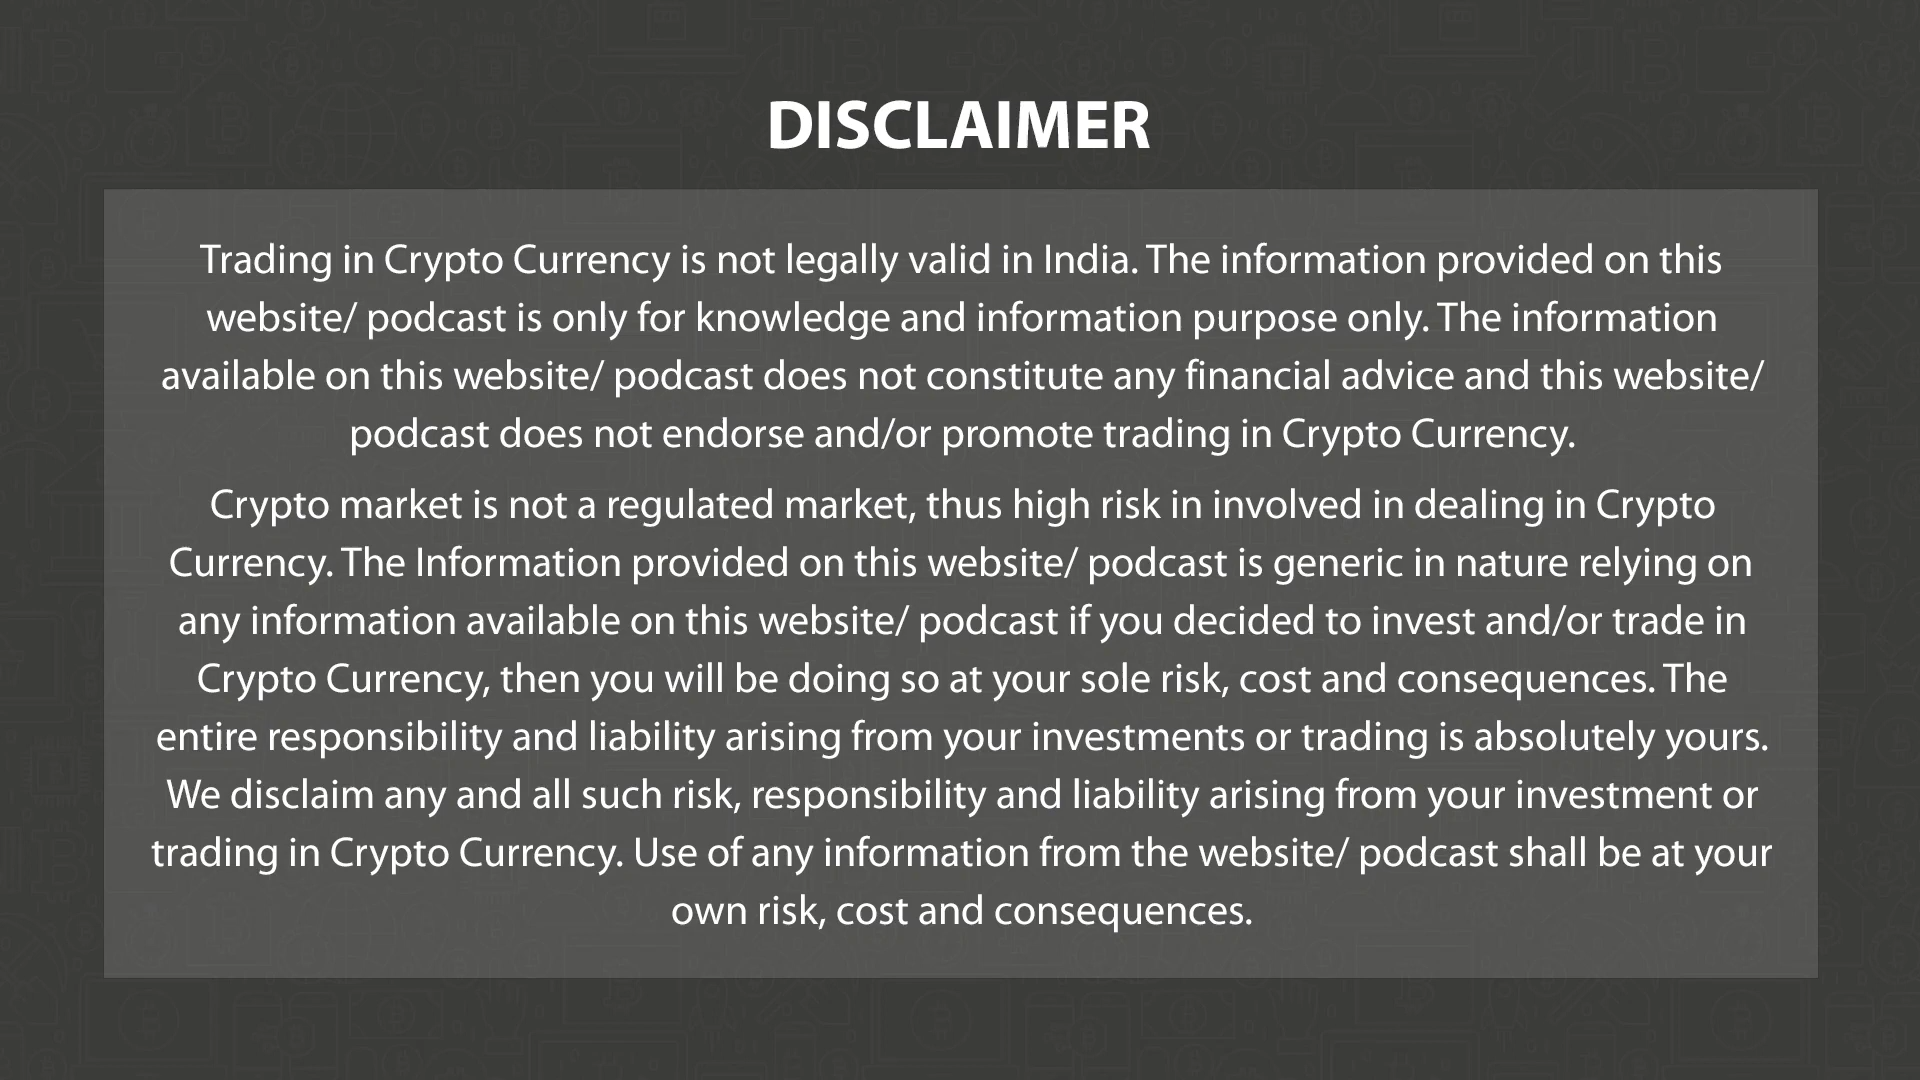 DISCLAIMER
Trading in Crypto Currency is not legally valid in India. The information provided on this
website/ podcast is only for knowledge and information purpose only. The information
available on this website/ podcast does not constitute any financial advice and this website/
podcast does not endorse and/or promote trading in Crypto Currency.
Crypto market is not a regulated market, thus high risk in involved in dealing in Crypto
Currency. The Information provided on this website/ podcast is generic in nature relying on
any information available on this website/ podcast if you decided to invest and/or trade in
Crypto Currency, then you will be doing so at your sole risk, cost and consequences. The
entire responsibility and liability arising from your investments or trading is absolutely yours.
We disclaim any and all such risk, responsibility and liability arising from your investment or
trading in Crypto Currency. Use of any information from the website/ podcast shall be at your
own risk, cost and consequences.